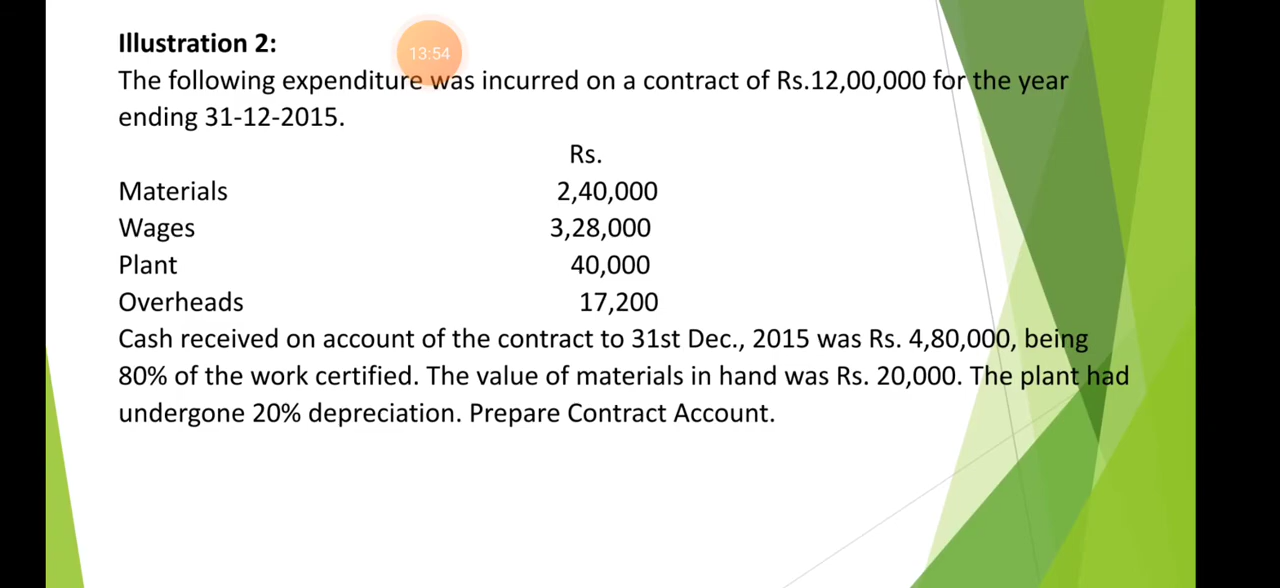 Illustration 2:
13:54
The following expenditure was incurred on a contract of Rs.12,00,000 for the year
ending 31-12-2015.
Rs.
Materials 2,40,000
Wages 3,28,000
Plant 40,000
Overheads 17,200
Cash received on account of the contract to 31st Dec., 2015 was Rs. 4,80,000, being
80% of the work certified. The value of materials in hand was Rs. 20,000. The plant had
undergone 20% depreciation. Prepare Contract Account.